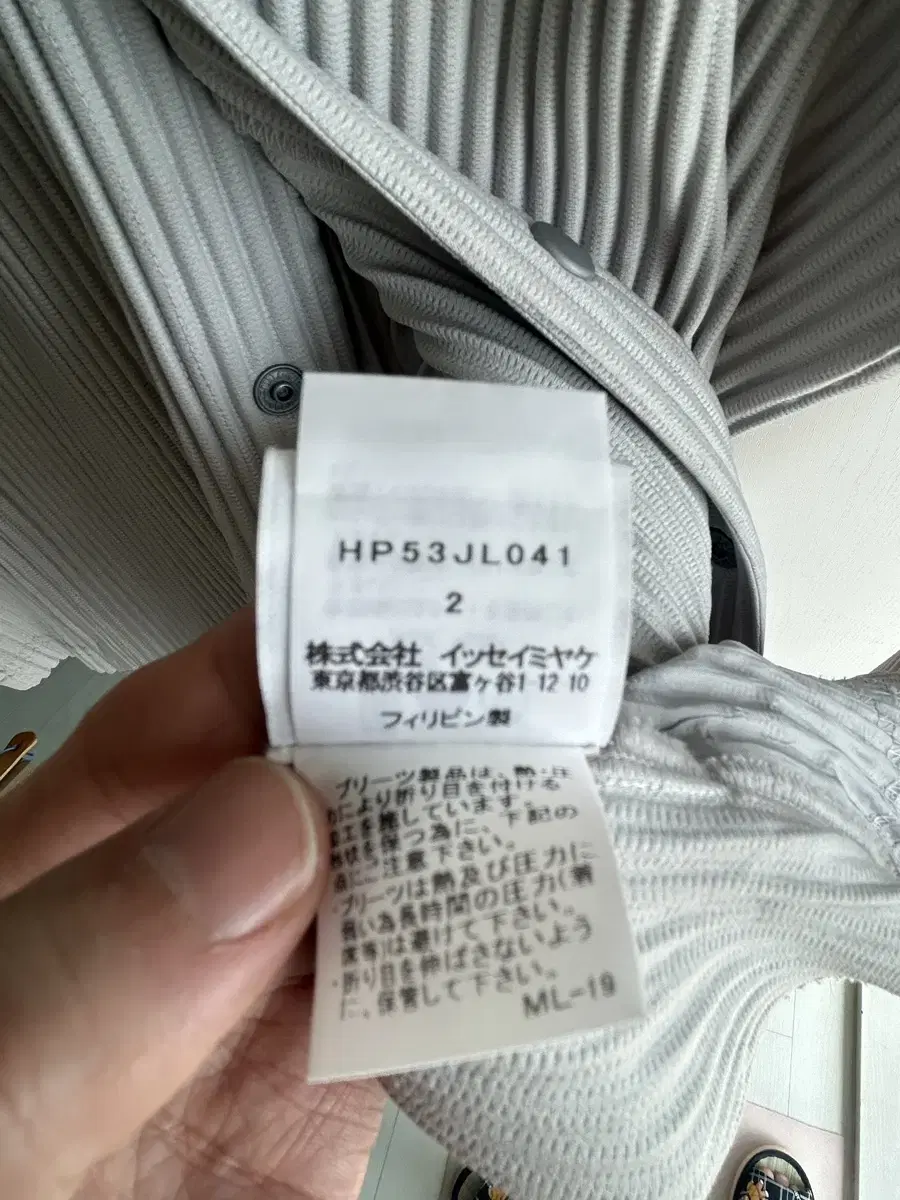 HP53JL041
2
株式会社 イッセイミヤケ
東京都渋谷区富ヶ谷1-12-10
フィリピン製
プリーツ製品は、熱・圧
により折り目を付ける
工を施しています。
を保つ為に、下記の
ご注意下さい。
プリーツは熱及び圧力に
弱い為長時間の圧力(着
等)は避けて下さい。
・折り目を伸ばさないよう
に、保管して下さい。
ML-19